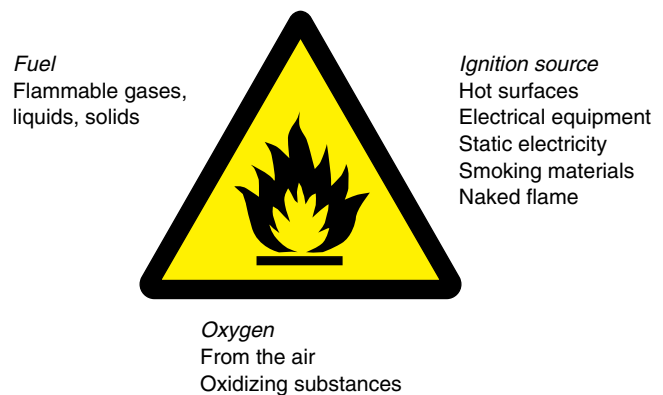 Fuel
Flammable gases,
liquids, solids
Ignition source
Hot surfaces
Electrical equipment
Static electricity
Smoking materials
Naked flame
Oxygen
From the air
Oxidizing substances